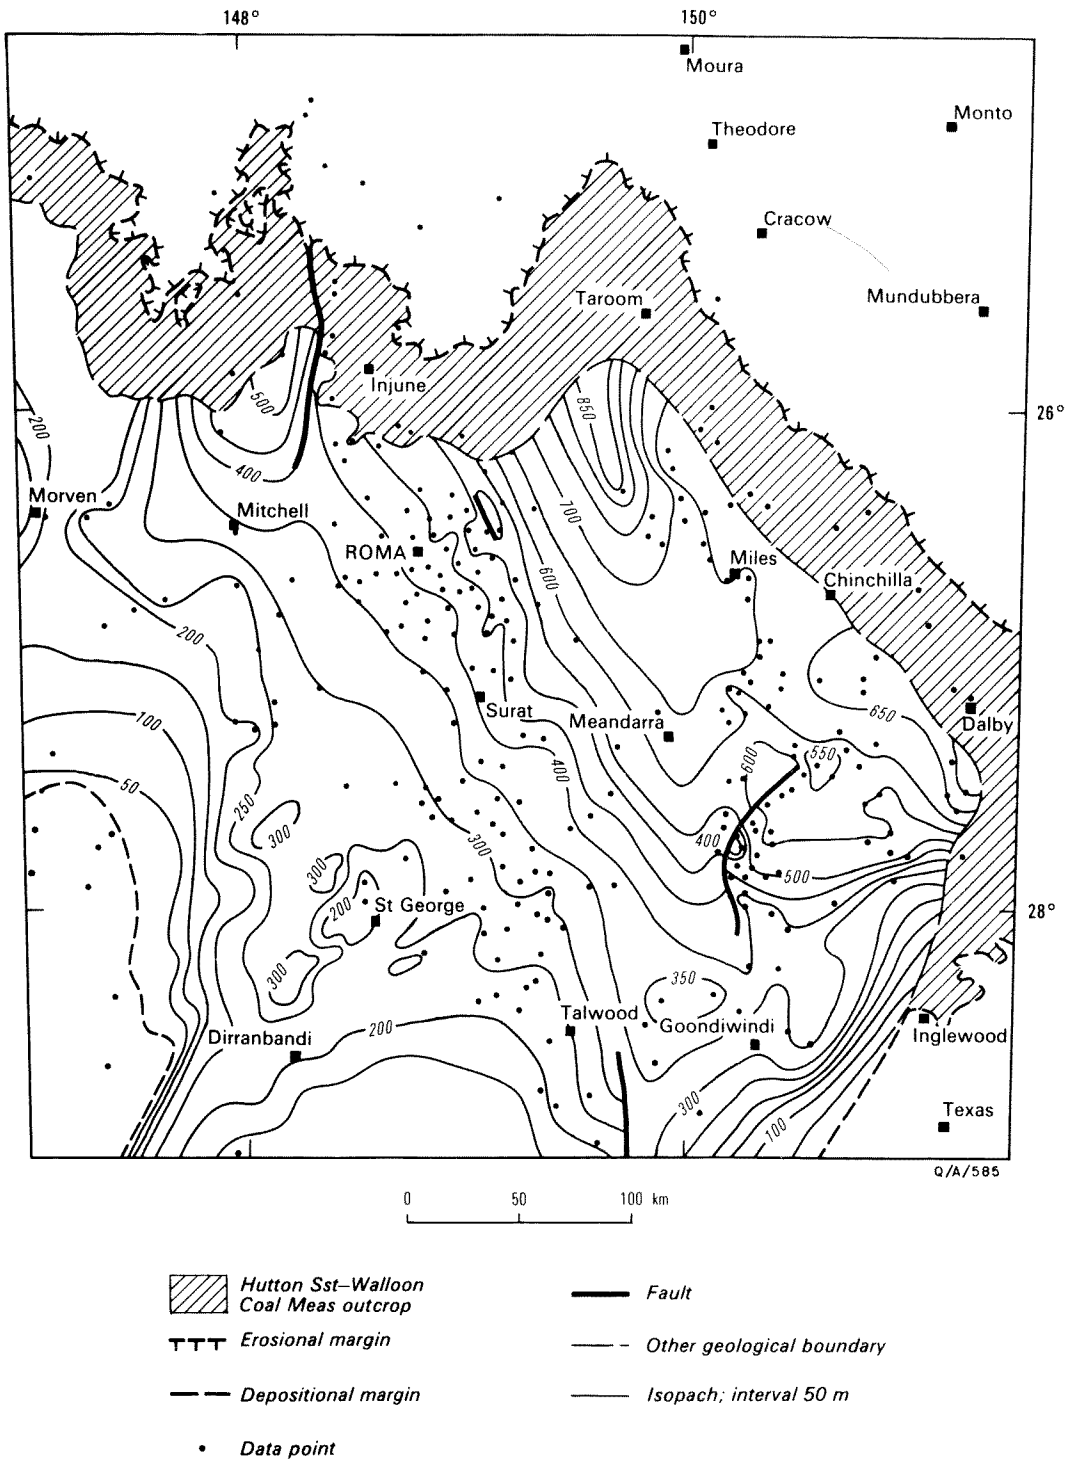 148°
150°
Moura
Monto
Theodore
Cracow
Mundubbera
Taroom
Injune
26°
500
850
200
400
Morven
Mitchell
700
ROMA
Miles
600
Chinchilla
200
Surat
650
Meandarra
Dalby
100
550
600
50
400
250
300
400
300
300
500
200
St George
28°
300
350
Talwood
Goondiwindi
200
Dirranbandi
Inglewood
300
100
Texas
Q/A/585
0 50 100 km
Hutton Sst–Walloon
Coal Meas outcrop
Fault
Erosional margin
Other geological boundary
Depositional margin
Isopach; interval 50 m
Data point